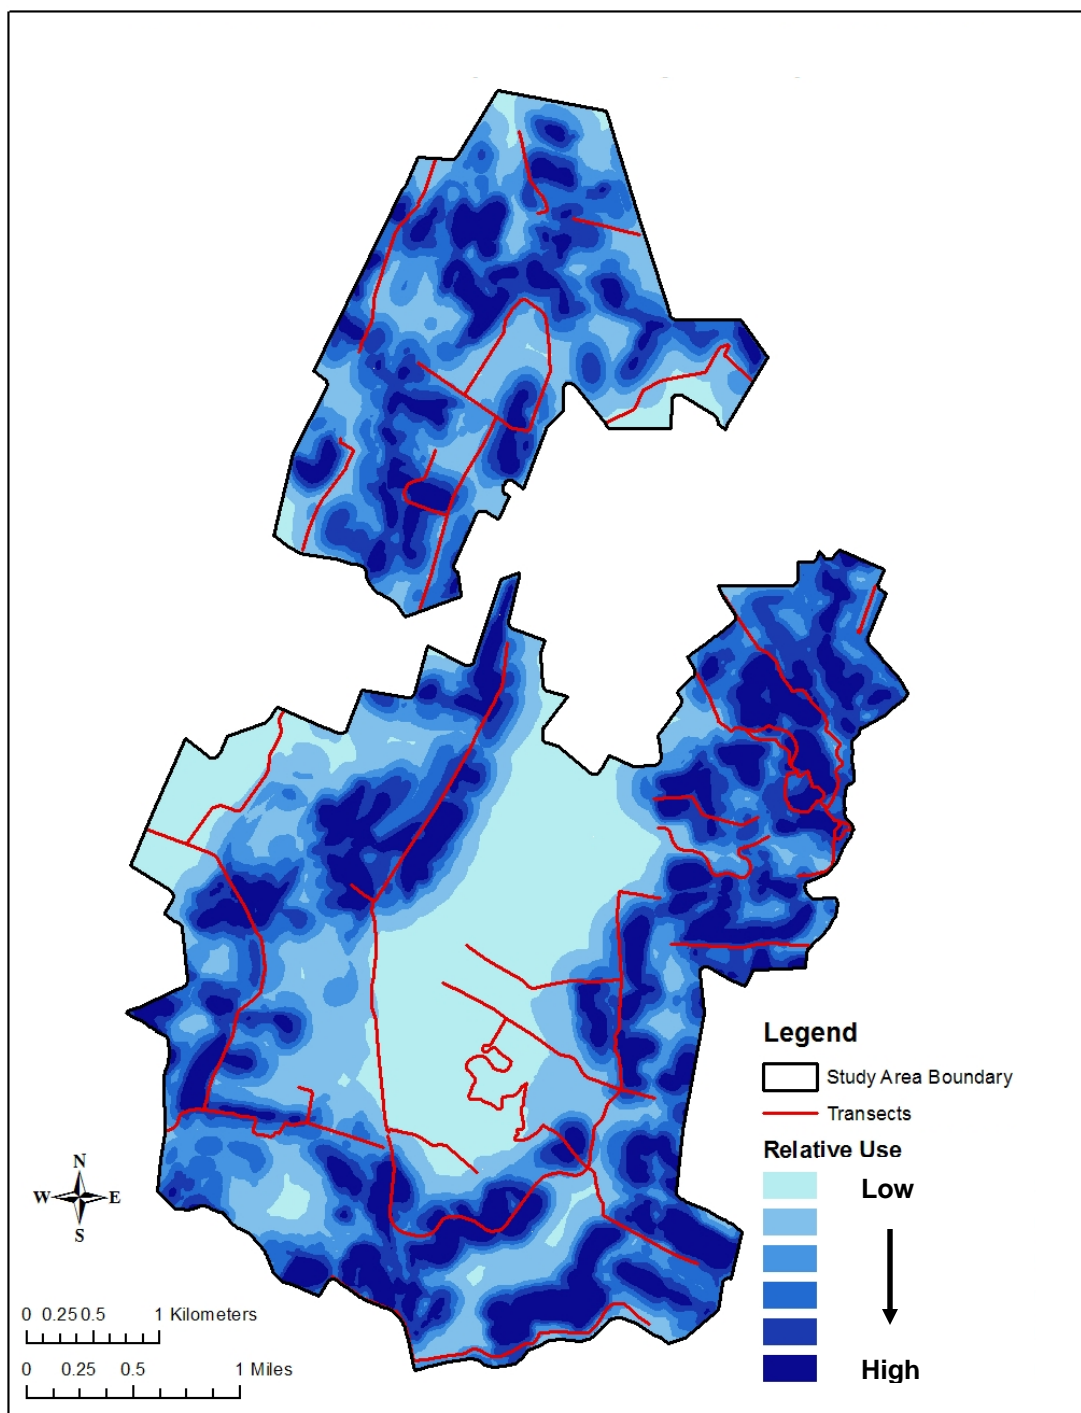 Legend
Study Area Boundary
Transects
Relative Use
Low
High
N
W E
S
0 0.25 0.5 1 Kilometers
0 0.25 0.5 1 Miles